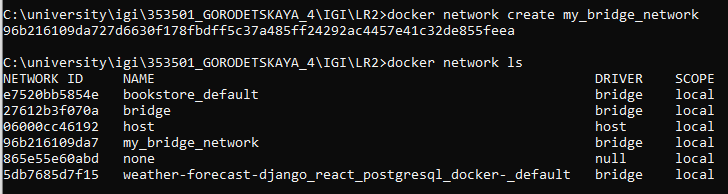 C:\university\igi\353501_GORODETSKAYA_4\IGI\LR2>docker network create my_bridge_network
96b216109da727d6630f178fbdff5c37a485ff24292ac4457e41c32de855feea
C:\university\igi\353501_GORODETSKAYA_4\IGI\LR2>docker network ls
NETWORK ID NAME DRIVER SCOPE
e7520bb5854e bookstore_default bridge local
27612b3f070a bridge bridge local
06000cc46192 host host local
96b216109da7 my_bridge_network bridge local
865e55e60abd none null local
5db7685d7f15 weather-forecast-django_react_postgresql_docker-_default bridge local